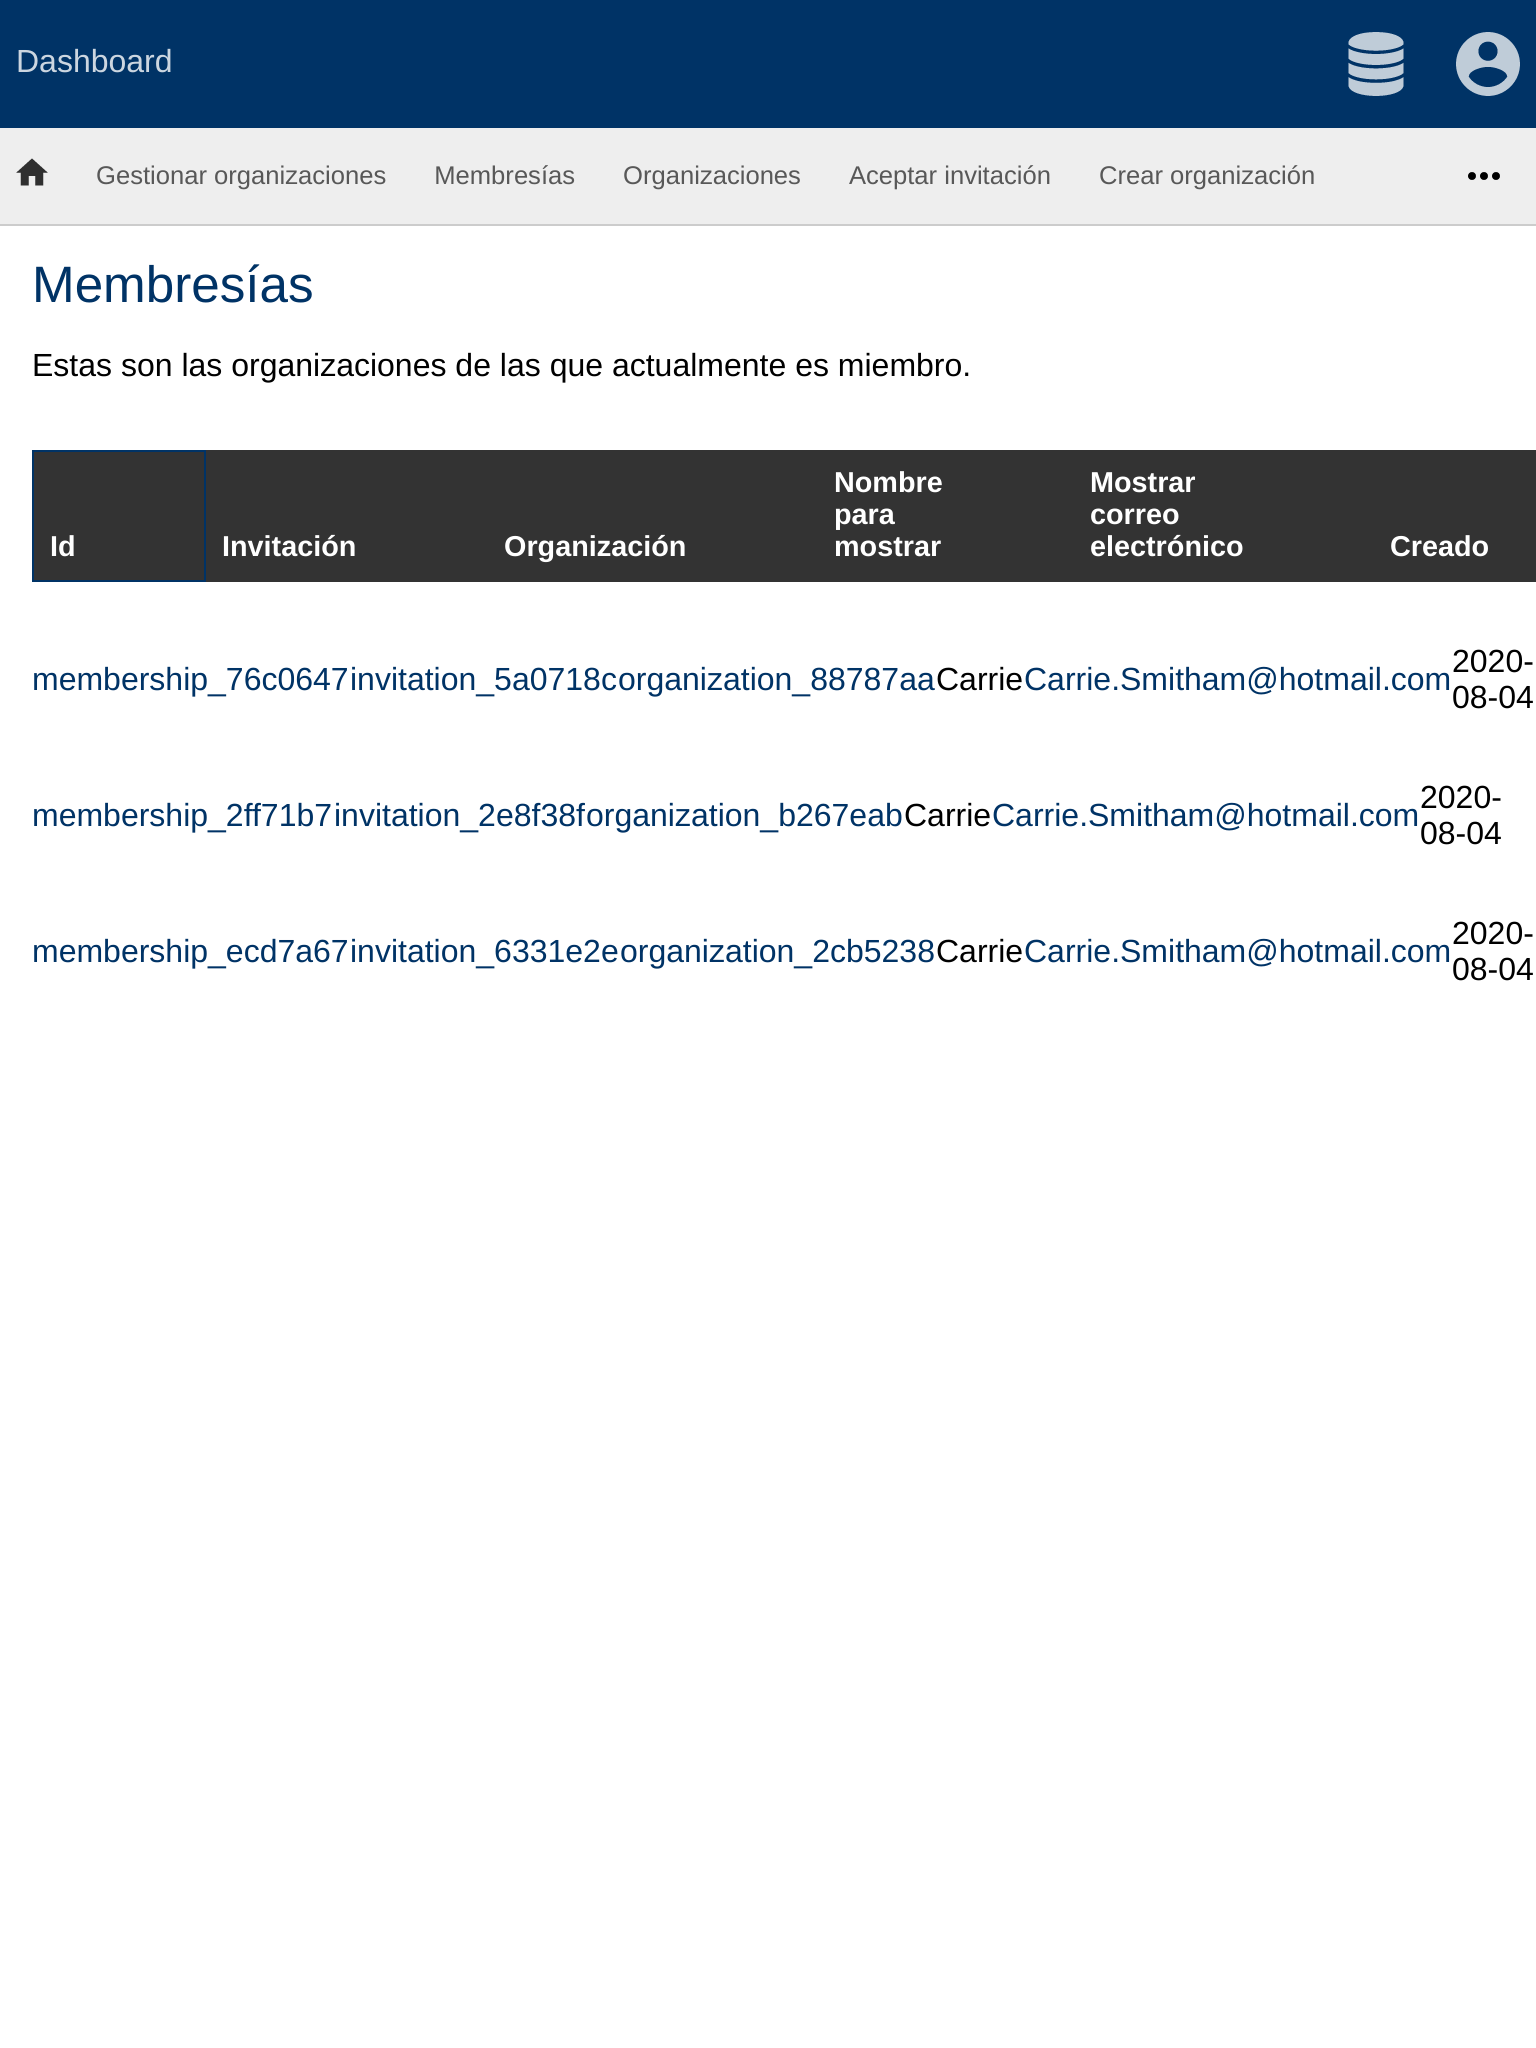 Dashboard
Gestionar organizaciones Membresías Organizaciones Aceptar invitación Crear organización
Membresías
Estas son las organizaciones de las que actualmente es miembro.
Id Invitación Organización Nombre para mostrar Mostrar correo electrónico Creado
membership_76c0647 invitation_5a0718c organization_88787aa Carrie Carrie.Smitham@hotmail.com 2020-08-04
membership_2ff71b7 invitation_2e8f38f organization_b267eab Carrie Carrie.Smitham@hotmail.com 2020-08-04
membership_ecd7a67 invitation_6331e2e organization_2cb5238 Carrie Carrie.Smitham@hotmail.com 2020-08-04